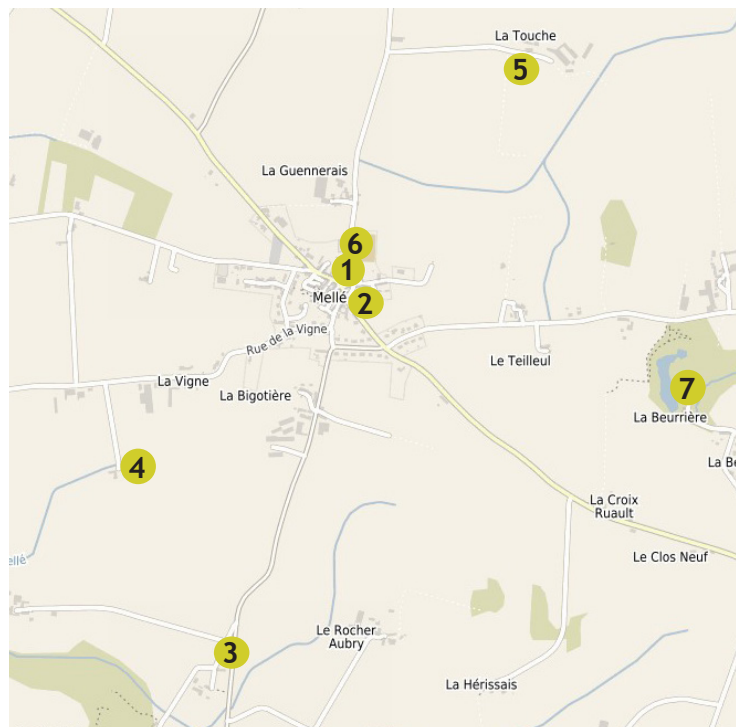 La Touche
5
La Guennerais
6
1
Mellé
2
Rue de la Vigne
Le Teilleul
La Vigne
La Bigotière
7
La Beurrière
La Be
4
La Croix
Ruault
Le Clos Neuf
ellé
Le Rocher
Aubry
3
La Hérissais